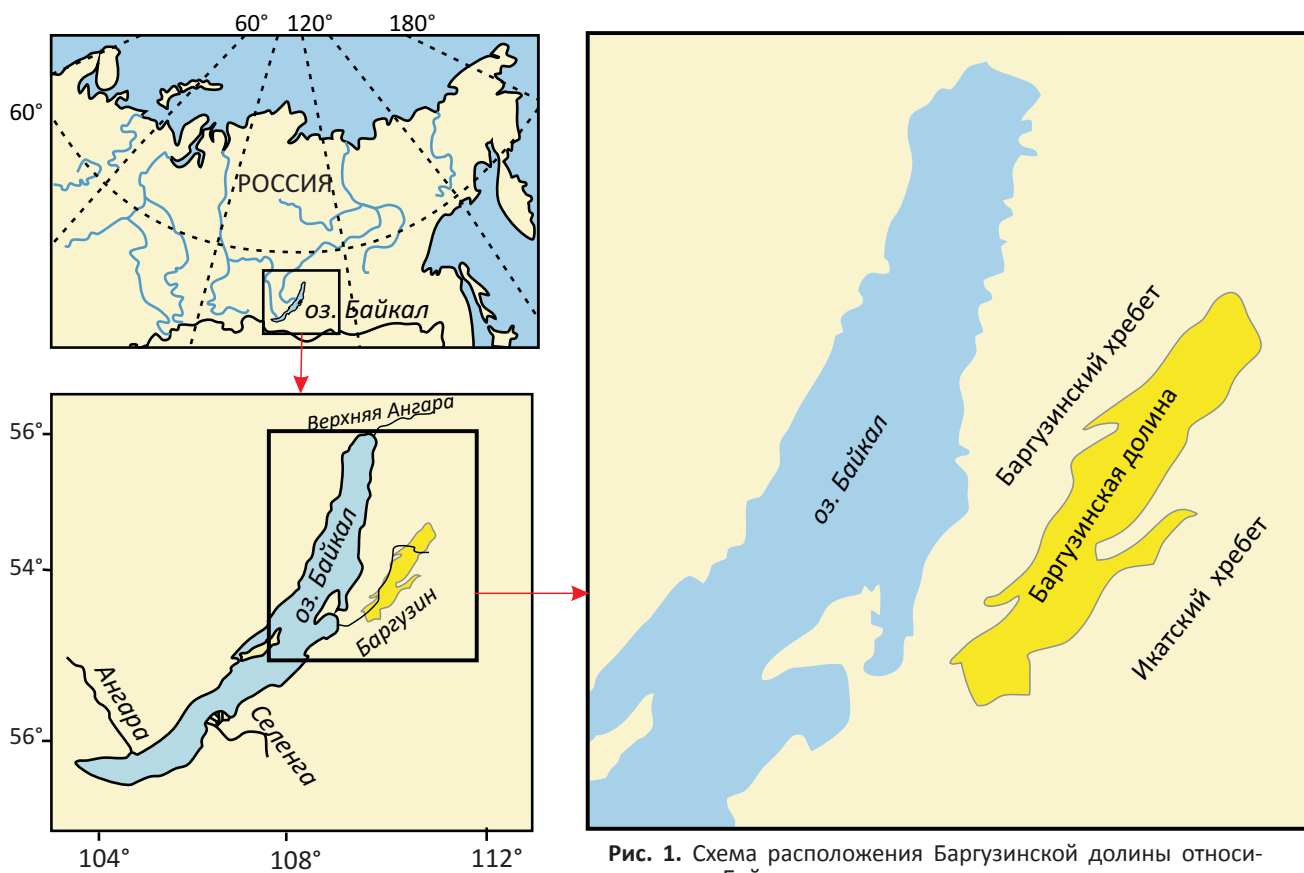 60° 120° 180°
60°
РОССИЯ
оз. Байкал
Верхняя Ангара
56°
54°
56°
оз. Байкал
Баргузин
Ангара
Селенга
104° 108° 112°
оз. Байкал
Баргузинский хребет
Баргузинская долина
Икатский хребет
Рис. 1. Схема расположения Баргузинской долины относи-